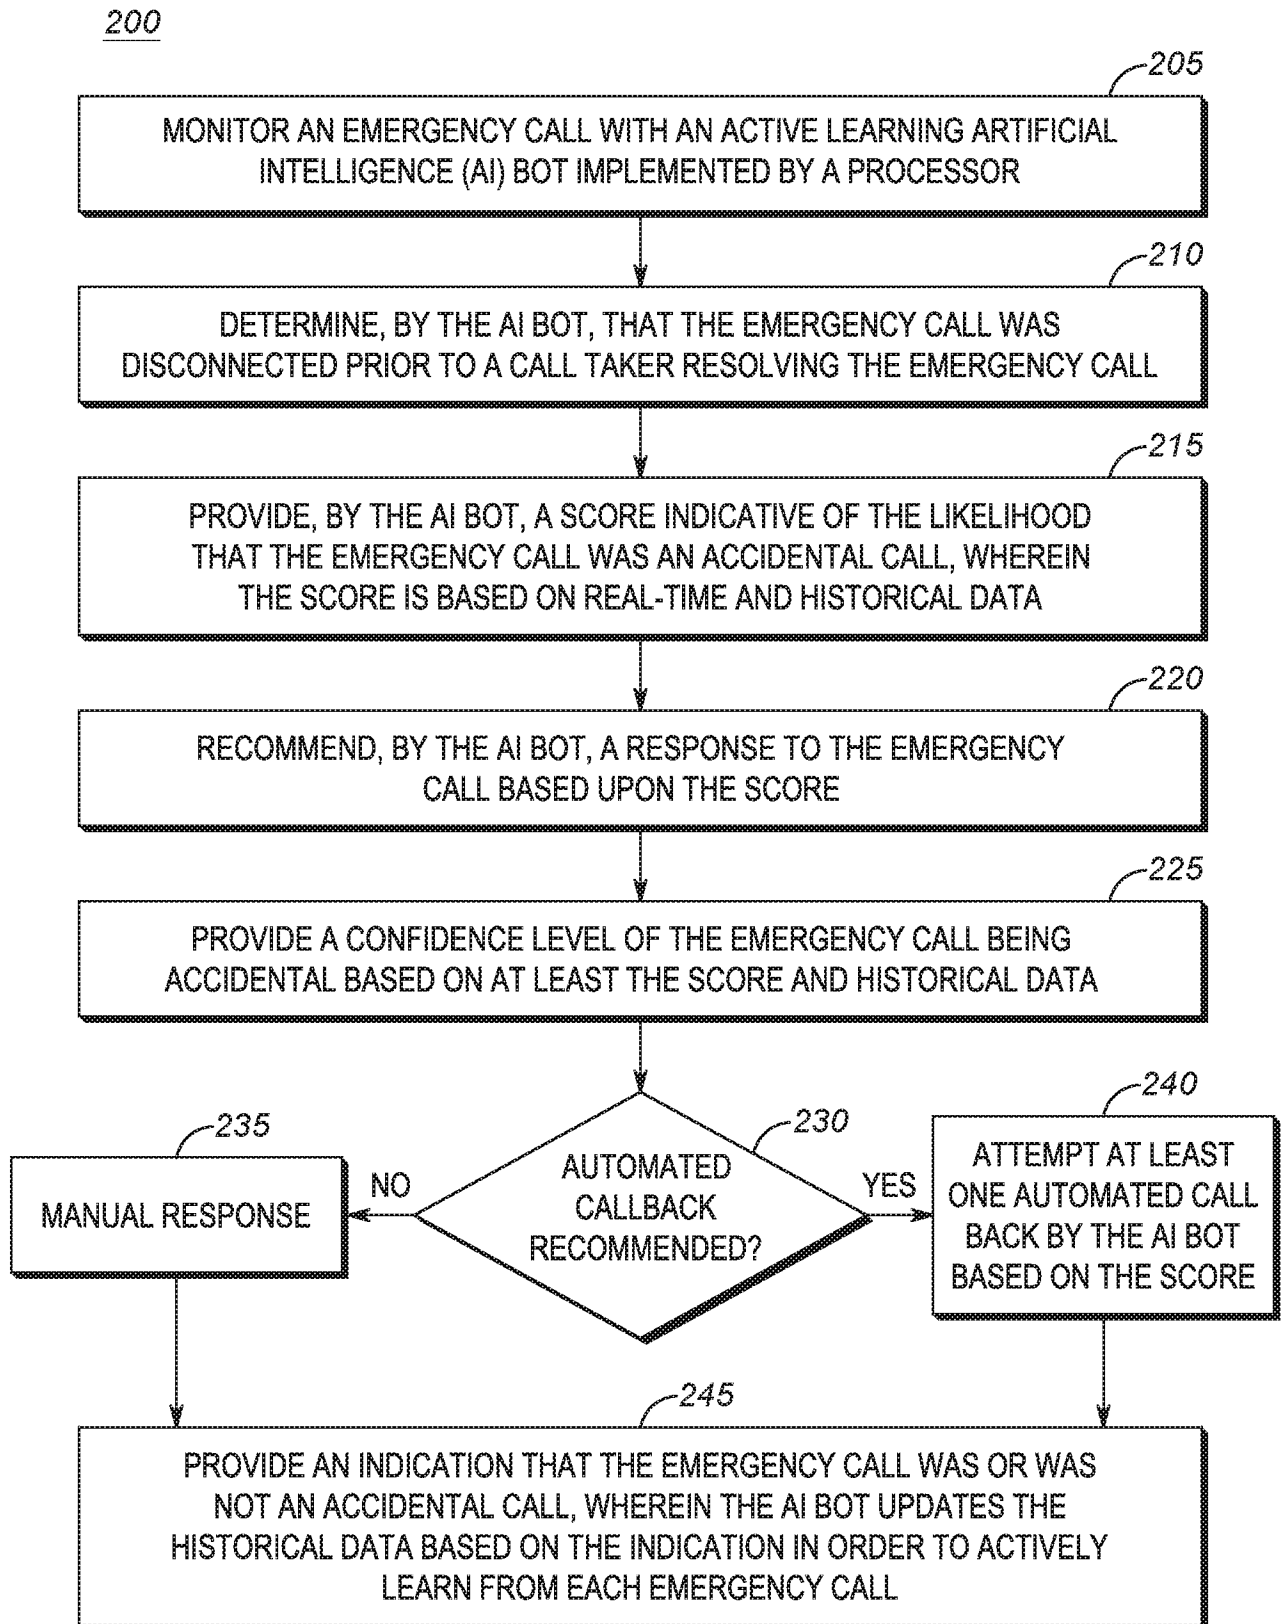 200
205
MONITOR AN EMERGENCY CALL WITH AN ACTIVE LEARNING ARTIFICIAL
INTELLIGENCE (AI) BOT IMPLEMENTED BY A PROCESSOR
210
DETERMINE, BY THE AI BOT, THAT THE EMERGENCY CALL WAS
DISCONNECTED PRIOR TO A CALL TAKER RESOLVING THE EMERGENCY CALL
215
PROVIDE, BY THE AI BOT, A SCORE INDICATIVE OF THE LIKELIHOOD
THAT THE EMERGENCY CALL WAS AN ACCIDENTAL CALL, WHEREIN
THE SCORE IS BASED ON REAL-TIME AND HISTORICAL DATA
220
RECOMMEND, BY THE AI BOT, A RESPONSE TO THE EMERGENCY
CALL BASED UPON THE SCORE
225
PROVIDE A CONFIDENCE LEVEL OF THE EMERGENCY CALL BEING
ACCIDENTAL BASED ON AT LEAST THE SCORE AND HISTORICAL DATA
235
MANUAL RESPONSE
NO
230
AUTOMATED
CALLBACK
RECOMMENDED?
YES
240
ATTEMPT AT LEAST
ONE AUTOMATED CALL
BACK BY THE AI BOT
BASED ON THE SCORE
245
PROVIDE AN INDICATION THAT THE EMERGENCY CALL WAS OR WAS
NOT AN ACCIDENTAL CALL, WHEREIN THE AI BOT UPDATES THE
HISTORICAL DATA BASED ON THE INDICATION IN ORDER TO ACTIVELY
LEARN FROM EACH EMERGENCY CALL